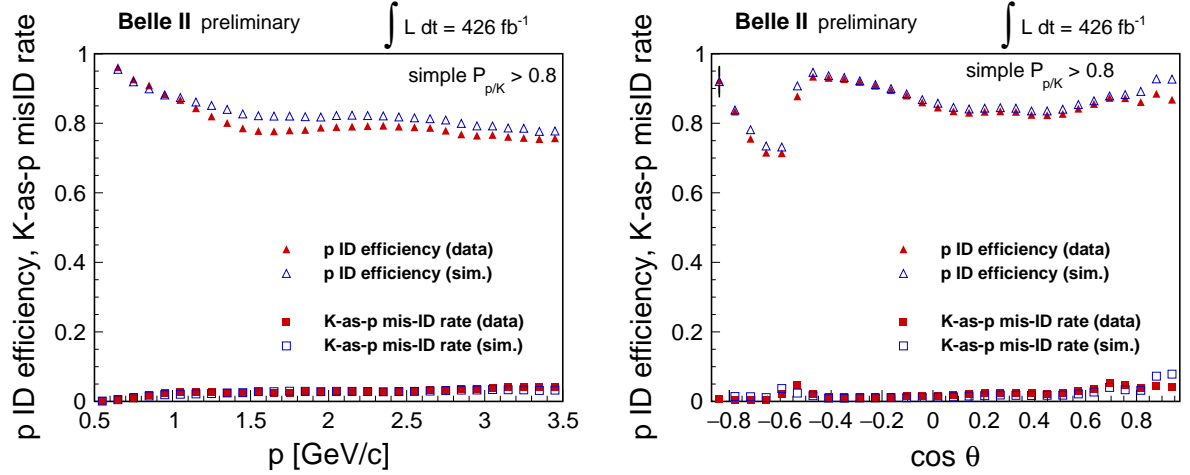 Belle II preliminary
∫ L dt = 426 fb⁻¹
simple P_{p/K} > 0.8
p ID efficiency, K-as-p misID rate
1
0.8
0.6
0.4
0.2
0
p ID efficiency (data)
p ID efficiency (sim.)
K-as-p mis-ID rate (data)
K-as-p mis-ID rate (sim.)
0.5 1 1.5 2 2.5 3 3.5
p [GeV/c]
Belle II preliminary
∫ L dt = 426 fb⁻¹
simple P_{p/K} > 0.8
p ID efficiency, K-as-p misID rate
1
0.8
0.6
0.4
0.2
0
p ID efficiency (data)
p ID efficiency (sim.)
K-as-p mis-ID rate (data)
K-as-p mis-ID rate (sim.)
−0.8 −0.6 −0.4 −0.2 0 0.2 0.4 0.6 0.8
cos θ